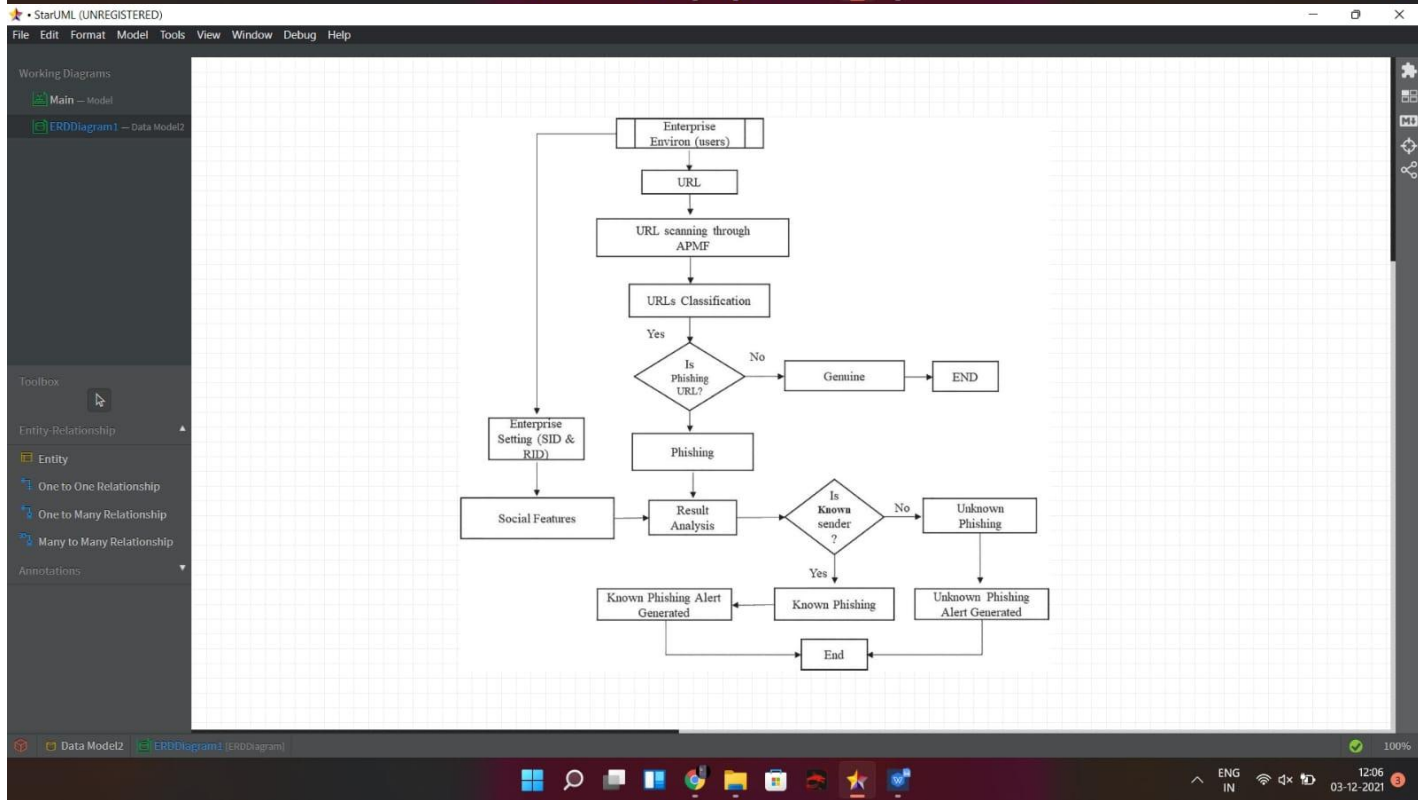 • StarUML (UNREGISTERED)
File Edit Format Model Tools View Window Debug Help
Working Diagrams
Main — Model
ERDDiagram1 — Data Model2
Toolbox
Entity-Relationship
Entity
One to One Relationship
One to Many Relationship
Many to Many Relationship
Annotations
Enterprise
Environ (users)
URL
URL scanning through
APMF
URLs Classification
Yes
Is
Phishing
URL?
No
Genuine
END
Enterprise
Setting (SID &
RID)
Phishing
Social Features
Result
Analysis
Is
Known
sender
?
No
Unknown
Phishing
Yes
Known Phishing Alert
Generated
Known Phishing
Unknown Phishing
Alert Generated
End
M
Data Model2 ERDDiagram1 [ERDDiagram]
100%
W
ENG
IN
12:06
03-12-2021
3